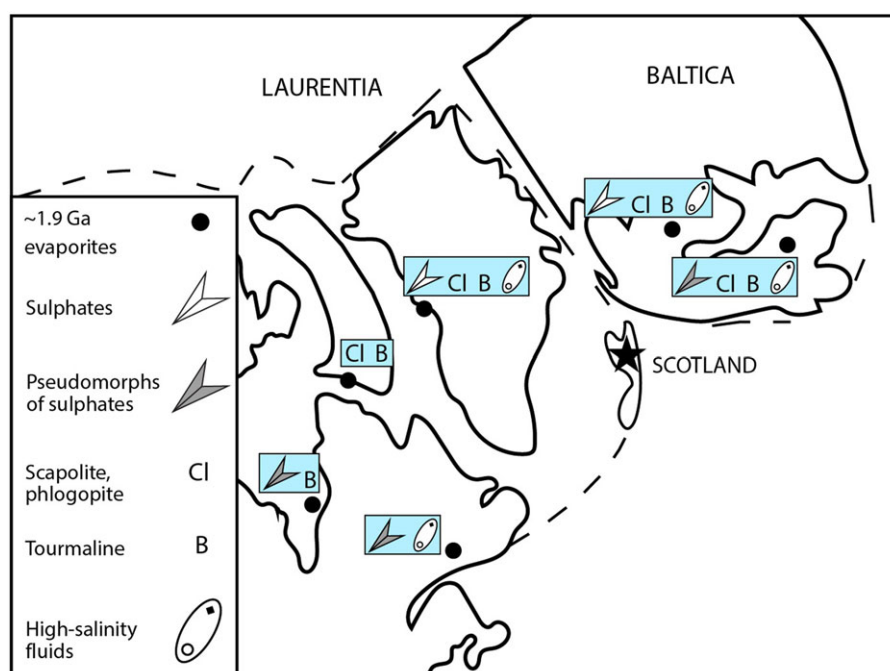 LAURENTIA
BALTICA
~1.9 Ga
evaporites
Sulphates
Pseudomorphs
of sulphates
Scapolite,
phlogopite
Cl
Tourmaline
B
High-salinity
fluids
Cl B
Cl B
Cl B
Cl B
SCOTLAND
B